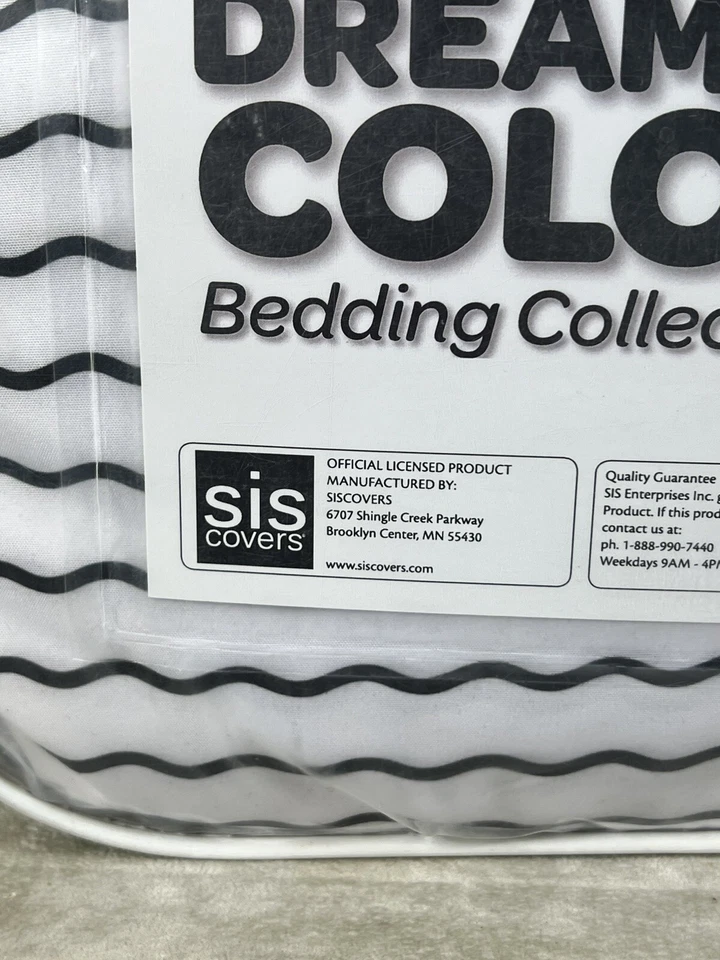 DREAM
COLO
Bedding Collec
sis
covers
OFFICIAL LICENSED PRODUCT
MANUFACTURED BY:
SISCOVERS
6707 Shingle Creek Parkway
Brooklyn Center, MN 55430
www.siscovers.com
Quality Guarantee
SIS Enterprises Inc. g
Product. If this prod
contact us at:
ph. 1-888-990-7440
Weekdays 9AM - 4PM